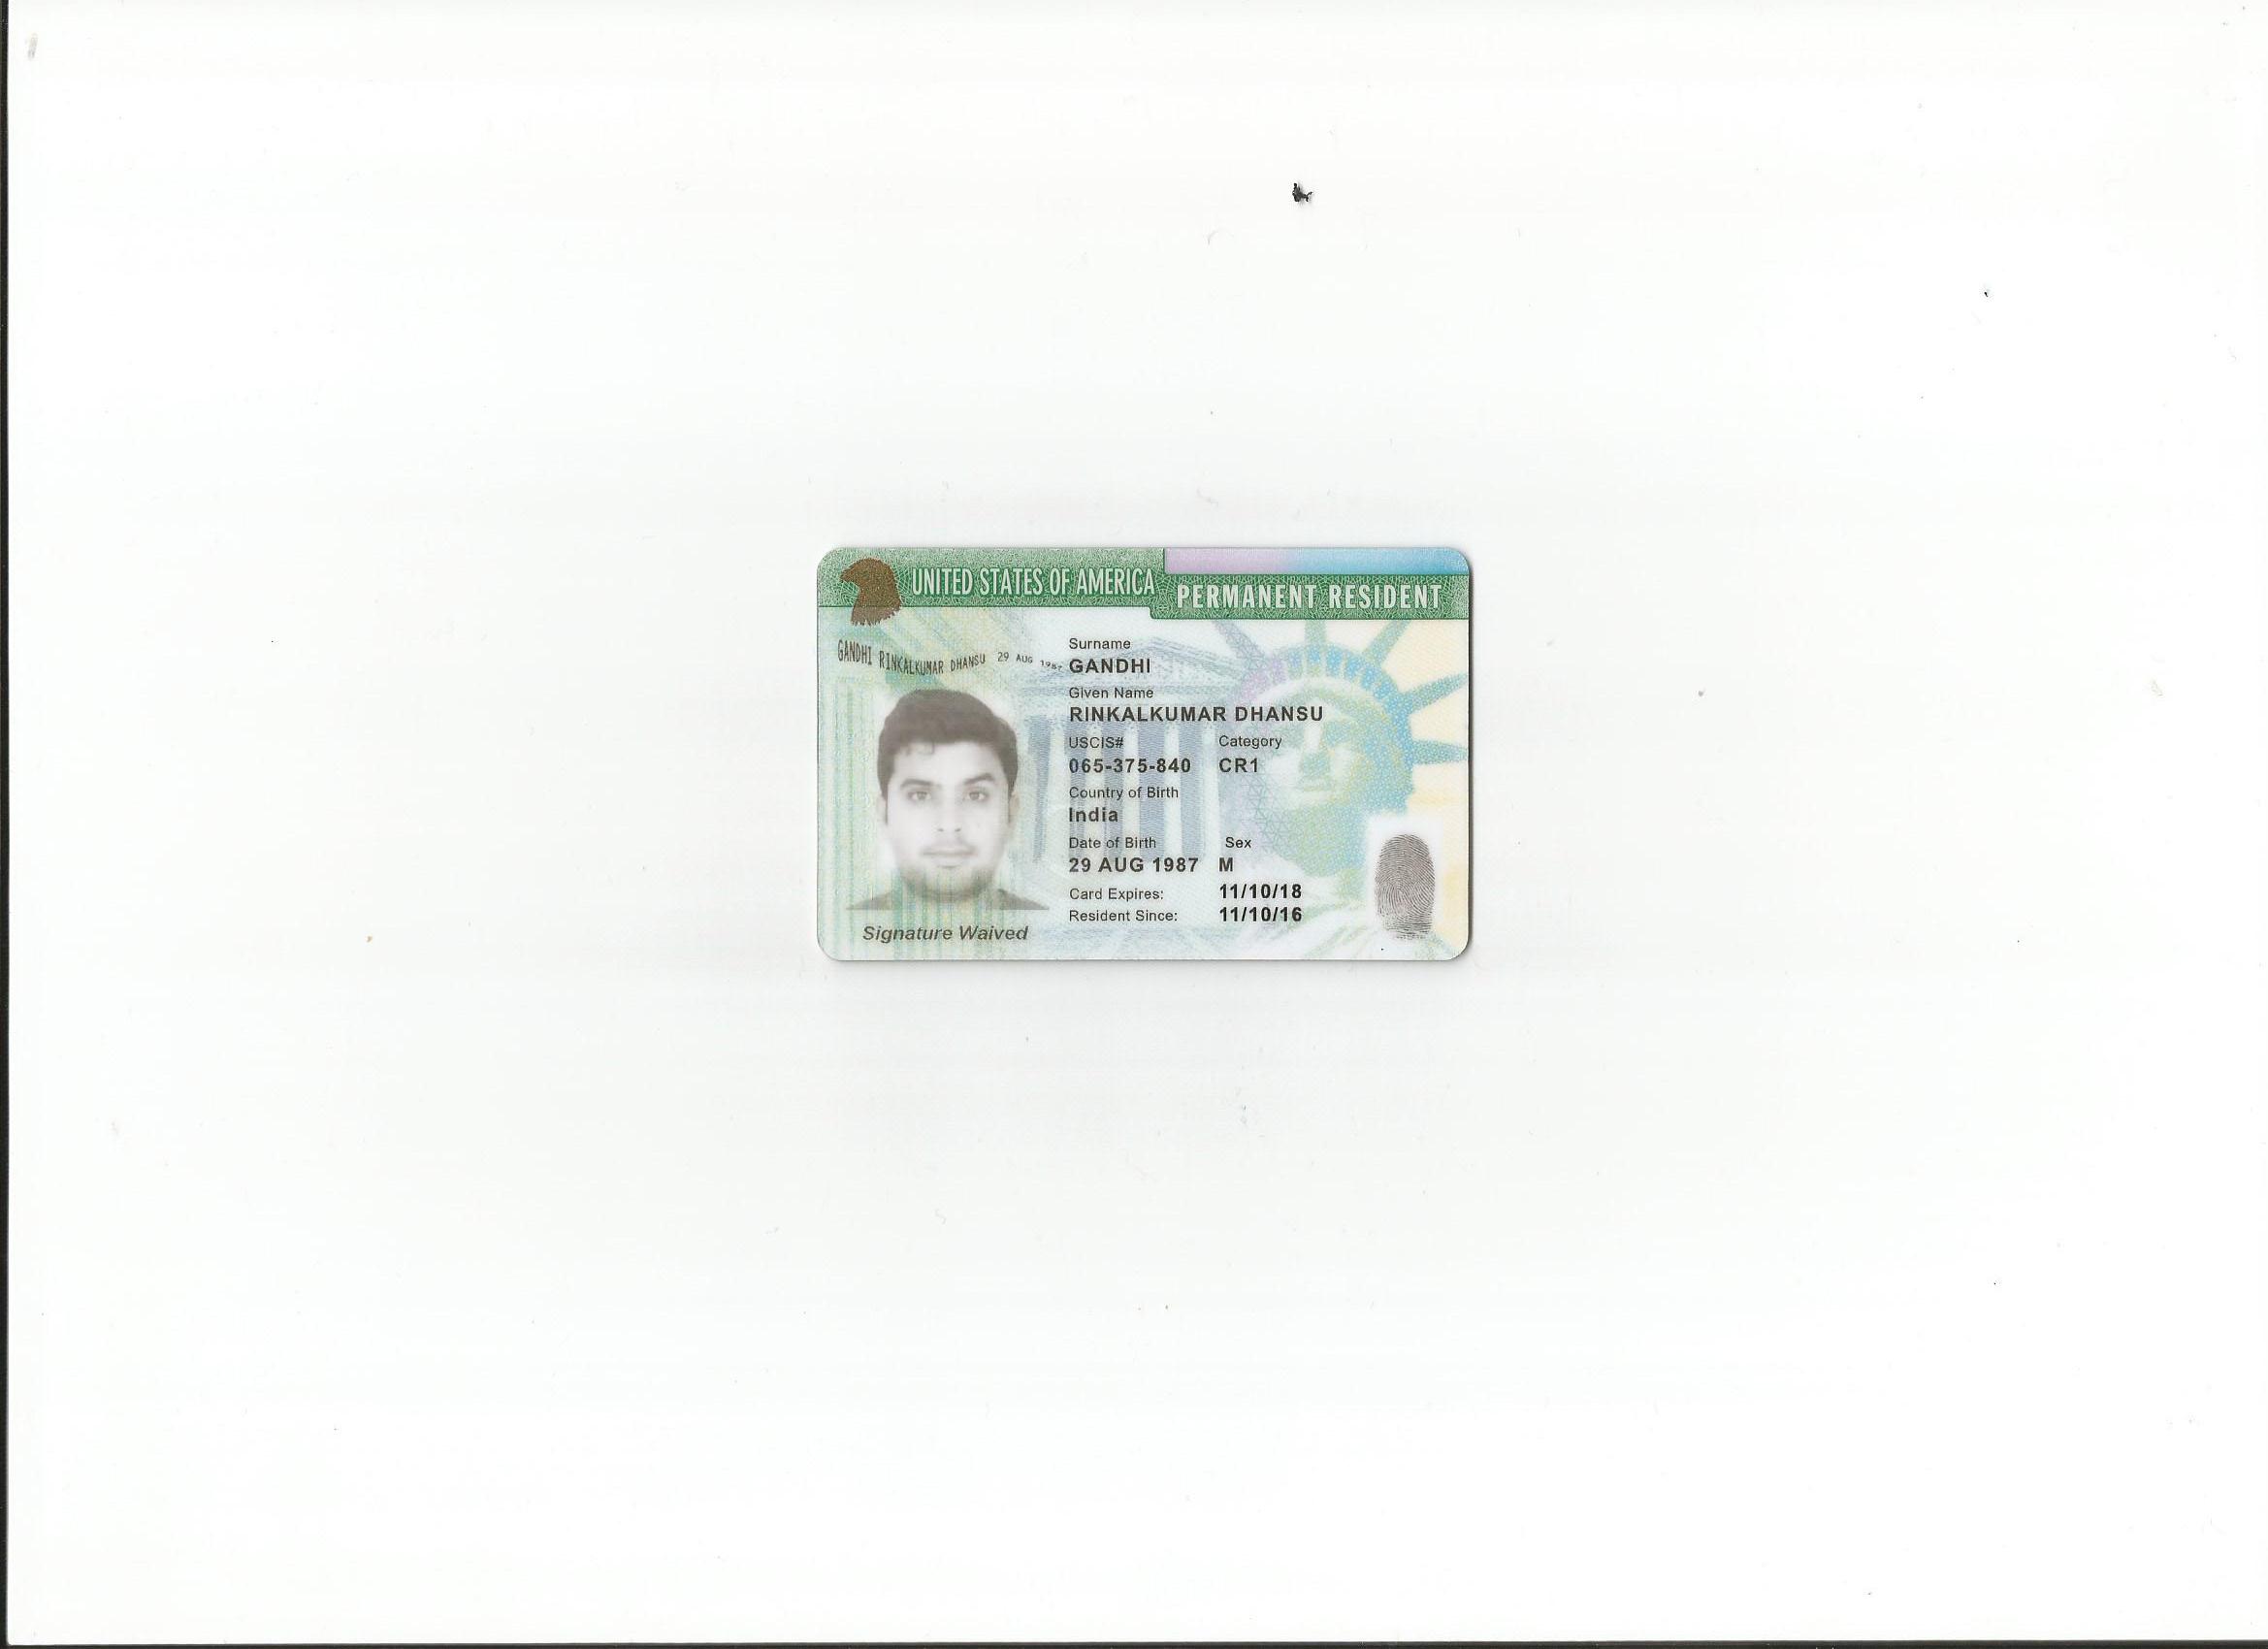 UNITED STATES OF AMERICA
PERMANENT RESIDENT
GANDHI RINKALKUMAR DHANSU 29 AUG 1987
Surname
GANDHI
Given Name
RINKALKUMAR DHANSU
USCIS# Category
065-375-840 CR1
Country of Birth
India
Date of Birth Sex
29 AUG 1987 M
Card Expires: 11/10/18
Resident Since: 11/10/16
Signature Waived